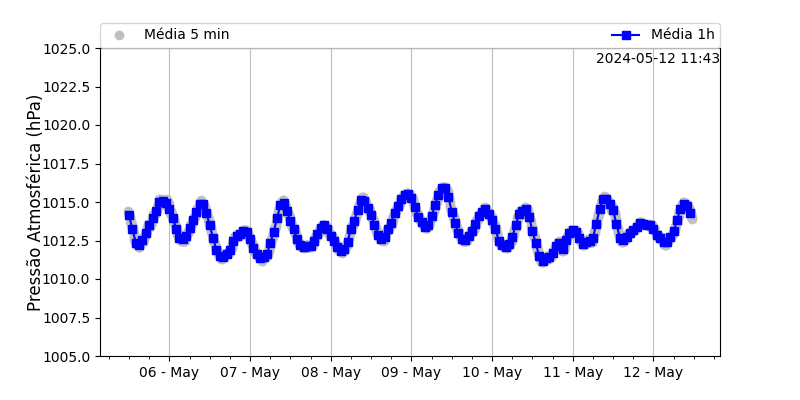 Média 5 min
Média 1h
2024-05-12 11:43
Pressão Atmosférica (hPa)
1025.0
1022.5
1020.0
1017.5
1015.0
1012.5
1010.0
1007.5
1005.0
06 - May
07 - May
08 - May
09 - May
10 - May
11 - May
12 - May